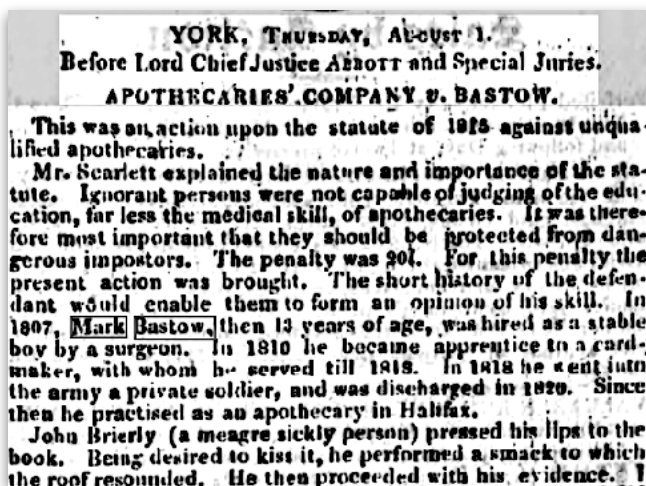 YORK, THURSDAY, AUGUST 1.
Before Lord Chief Justice ABBOTT and Special Juries.
APOTHECARIES' COMPANY v. BASTOW.
This was an action upon the statute of 1815 against unqua-
lified apothecaries.
Mr. Scarlett explained the nature and importance of the sta-
tute. Ignorant persons were not capable of judging of the edu-
cation, far less the medical skill, of apothecaries. It was there-
fore most important that they should be protected from dan-
gerous impostors. The penalty was 20l. For this penalty the
present action was brought. The short history of the defen-
dant would enable them to form an opinion of his skill. In
1807, Mark Bastow, then 13 years of age, was hired as a stable
boy by a surgeon. In 1810 he became apprentice to a card-
maker, with whom he served till 1818. In 1818 he went into
the army a private soldier, and was discharged in 1820. Since
then he practised as an apothecary in Halifax.
John Brierly (a meagre sickly person) pressed his lips to the
book. Being desired to kiss it, he performed a smack to which
the roof resounded. He then proceeded with his evidence. I